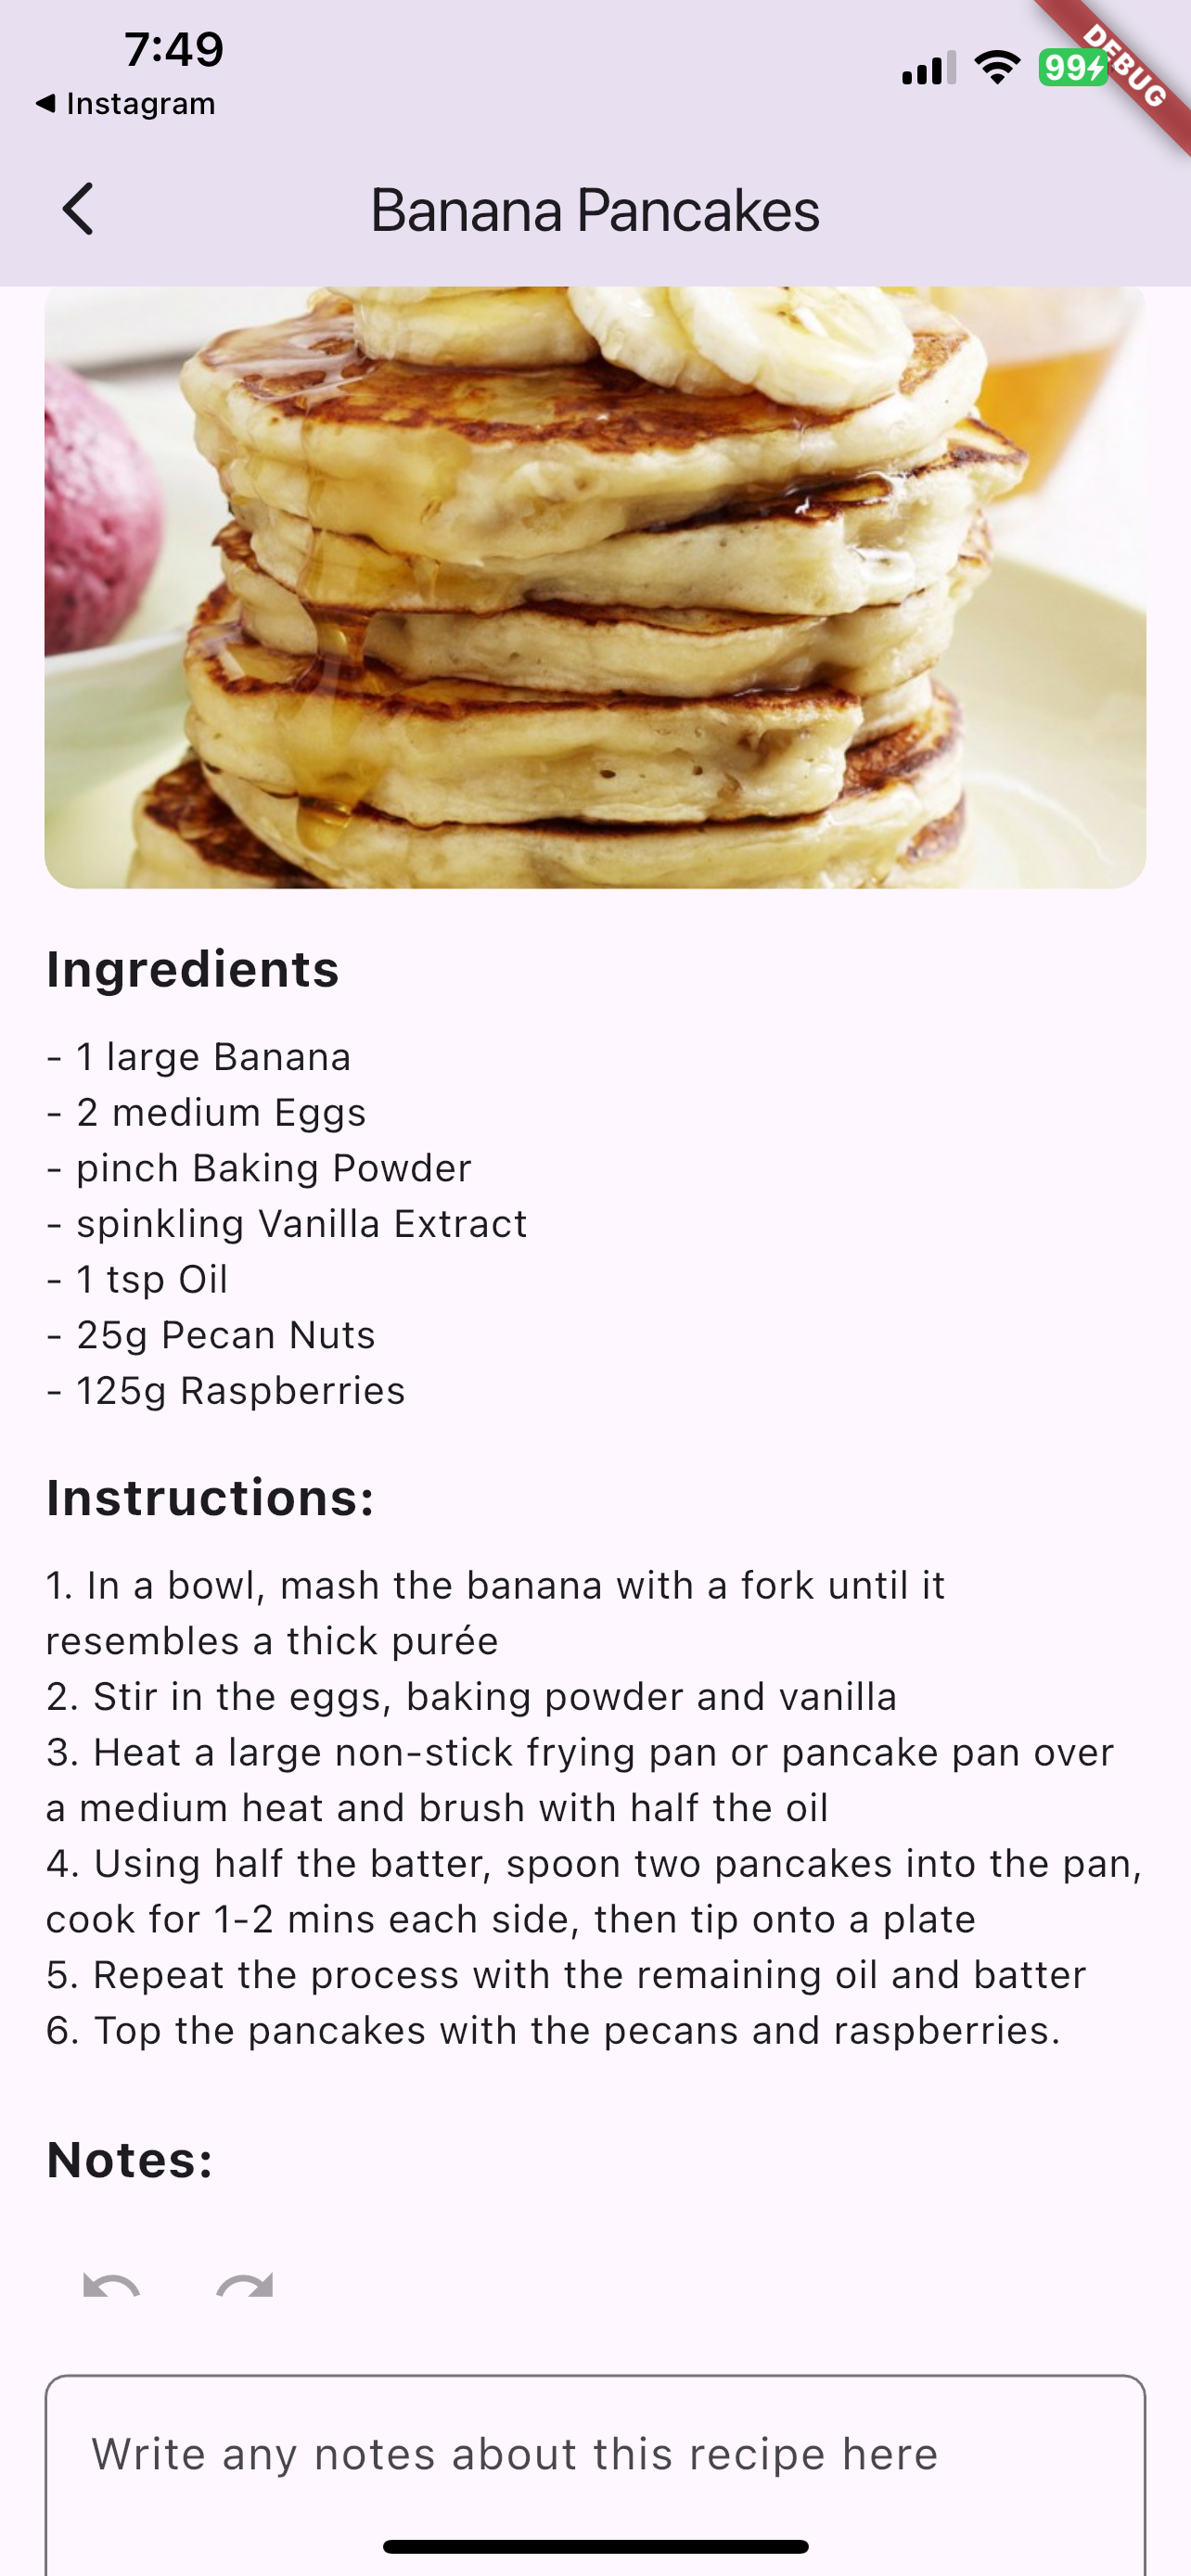 7:49
99
DEBUG
◀ Instagram
Banana Pancakes
Ingredients
- 1 large Banana
- 2 medium Eggs
- pinch Baking Powder
- spinkling Vanilla Extract
- 1 tsp Oil
- 25g Pecan Nuts
- 125g Raspberries
Instructions:
1. In a bowl, mash the banana with a fork until it
resembles a thick purée
2. Stir in the eggs, baking powder and vanilla
3. Heat a large non-stick frying pan or pancake pan over
a medium heat and brush with half the oil
4. Using half the batter, spoon two pancakes into the pan,
cook for 1-2 mins each side, then tip onto a plate
5. Repeat the process with the remaining oil and batter
6. Top the pancakes with the pecans and raspberries.
Notes:
Write any notes about this recipe here